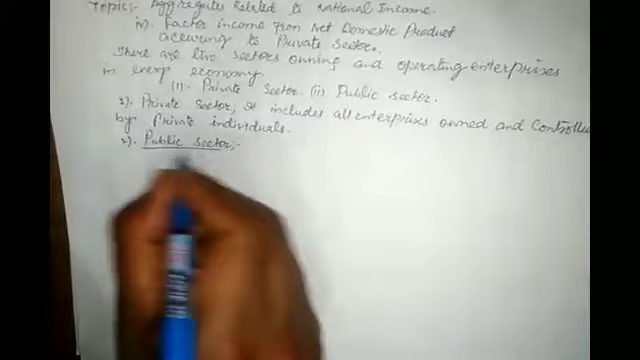 Topic:- Aggregates Related to National Income.
iv). Factor income from Net Domestic Product
accuring to Private Sector.
There are two sectors owning and operating enterprises
in every economy.
(i)- Private Sector. (ii) Public sector.
2). Private Sector; It includes all enterprises owned and Controlled
by Private individuals.
2). Public sector:-